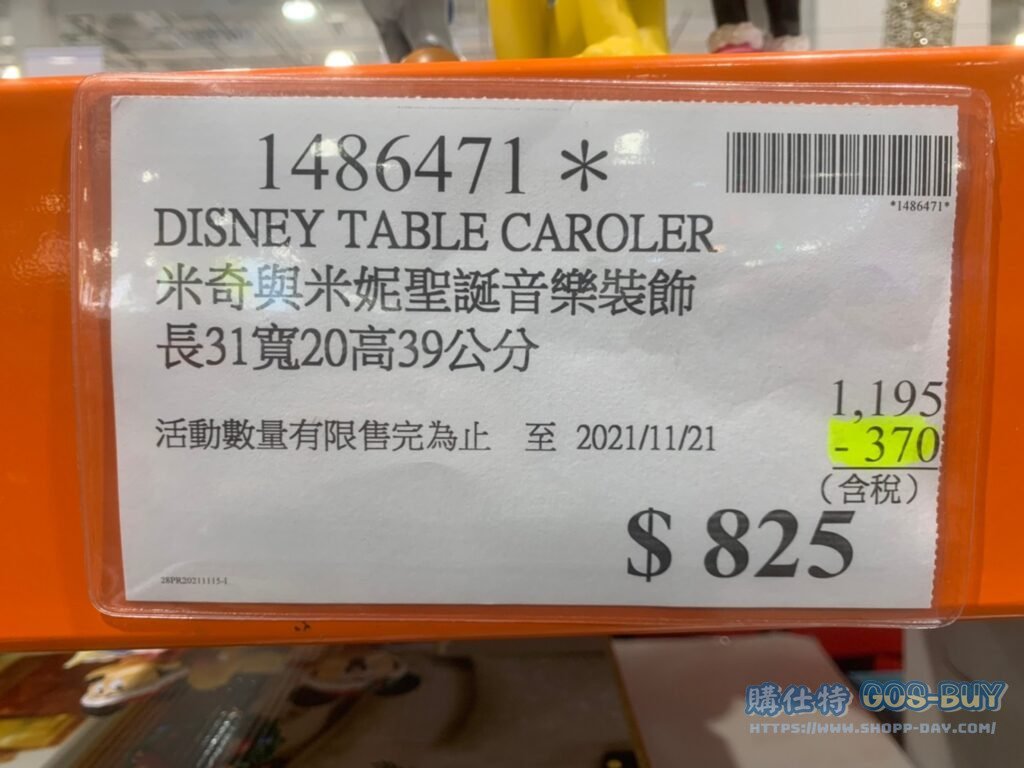 1486471 *
*1486471*
DISNEY TABLE CAROLER
米奇與米妮聖誕音樂裝飾
長31寬20高39公分
1,195
活動數量有限售完為止 至 2021/11/21
- 370
(含稅)
$ 825
28PR20211115-1
購仕特 GOS-BUY
HTTPS://WWW.SHOPP-DAY.COM/